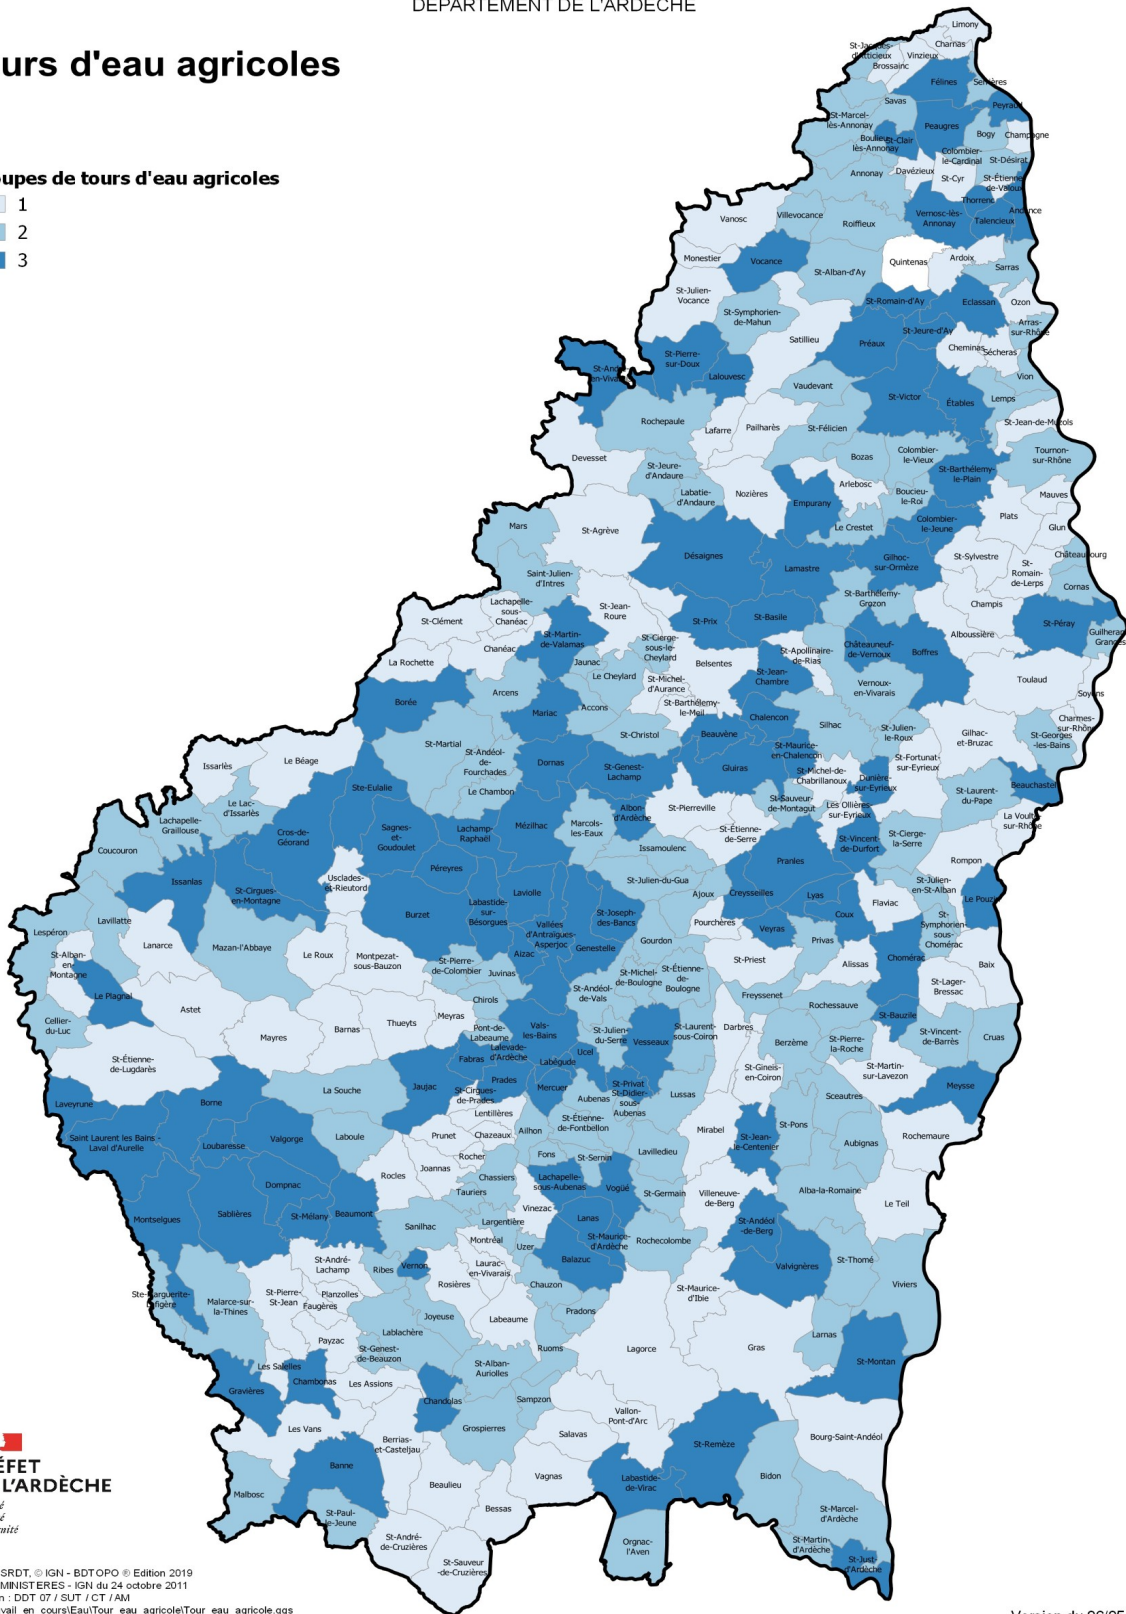 DÉPARTEMENT DE L'ARDÈCHE
urs d'eau agricoles
upes de tours d'eau agricoles
1
2
3
Limony
Charnas
Vinzieux
Brossainc
Félines
Savas
St-Marcel-
lès-Annonay
Peaugres
Bogy
Champagne
Boulieu-
lès-Annonay
St-Clair
Colombier-
le-Cardinal
St-Désirat
Annonay
Davézieux
St-Cyr
St-Étienne-
de-Valoux
Thorrenc
Vernosc-lès-
Annonay
Talencieux
Andance
Vanosc
Villevocance
Roiffieux
Monestier
Vocance
St-Alban-d'Ay
Quintenas
Ardoix
Sarras
St-Julien-
Vocance
St-Symphorien-
de-Mahun
St-Romain-d'Ay
Eclassan
Ozon
Arras-
sur-Rhône
Satillieu
Préaux
St-Jeure-d'Ay
Cheminas
Sécheras
St-Pierre-
sur-Doux
Lalouvesc
Vaudevant
St-Victor
Étables
Vion
Lemps
St-Jean-de-Muzols
Rochepaule
Lafarre
Pailharès
St-Félicien
Devesset
St-Jeure-
d'Andaure
Bozas
Colombier-
le-Vieux
Tournon-
sur-Rhône
St-Barthélemy-
le-Plain
Labatie-
d'Andaure
Nozières
Empurany
Arlebosc
Boucieu-
le-Roi
Mauves
Plats
Glun
Mars
St-Agrève
Le Crestet
Colombier-
le-Jeune
Désaignes
Lamastre
Gilhoc-
sur-Ormèze
St-Sylvestre
St-
Romain-
de-Lerps
Châteaubourg
Cornas
Saint-Julien-
d'Intres
St-Barthélemy-
Grozon
Champis
St-Clément
Lachapelle-
sous-
Chanéac
St-Jean-
Roure
St-Prix
St-Basile
Alboussière
St-Péray
Chanéac
St-Martin-
de-Valamas
St-Cierge-
sous-le-
Cheylard
Belsentes
St-Apollinaire-
de-Rias
Châteauneuf-
de-Vernoux
Boffres
La Rochette
Jaunac
Le Cheylard
St-Michel-
d'Aurance
St-Jean-
Chambre
Vernoux-
en-Vivarais
Toulaud
Soyons
Borée
Arcens
Mariac
Accons
St-Barthélemy-
le-Meil
Chalencon
Silhac
St-Julien-
le-Roux
Gilhac-
et-Bruzac
Charmes-
sur-Rhône
St-Georges
-les-Bains
St-Martial
St-Andéol-
de-
Fourchades
St-Christol
Beauvène
St-Maurice-
en-Chalencon
St-Fortunat-
sur-Eyrieux
Issarlès
Le Béage
Dornas
St-Genest-
Lachamp
Gluiras
St-Michel-de-
Chabrillanoux
Dunière-
sur-Eyrieux
Beauchastel
Ste-Eulalie
Le Chambon
Albon-
d'Ardèche
St-Pierreville
St-Sauveur-
de-Montagut
Les Ollières-
sur-Eyrieux
St-Laurent-
du-Pape
La Voulte-
sur-Rhône
Le Lac-
d'Issarlès
Lachapelle-
Graillouse
Cros-de-
Géorand
Sagnes-
et-
Goudoulet
Lachamp-
Raphaël
Mézilhac
Marcols-
les-Eaux
St-Étienne-
de-Serre
St-Vincent-
de-Durfort
St-Cierge-
la-Serre
Coucouron
Issamoulenc
Pranles
Rompon
Issanlas
St-Cirgues-
en-Montagne
Usclades-
et-Rieutord
Péreyres
St-Julien-du-Gua
Ajoux
Creysseilles
Lyas
St-Julien-
en-St-Alban
Le Pouzin
Laviolle
Labastide-
sur-
Bésorgues
Burzet
St-Joseph-
des-Bancs
Pourchères
Coux
Flaviac
St-
Symphorien-
sous-
Chomérac
Lespéron
Lavillatte
Lanarce
Mazan-l'Abbaye
Vallées
d'Antraigues-
Asperjoc
Genestelle
Gourdon
Veyras
Privas
Le Roux
Montpezat-
sous-Bauzon
Aizac
St-Priest
Alissas
Chomérac
Baix
St-Alban-
en-
Montagne
St-Pierre-
de-Colombier
Juvinas
St-Michel-
de-Boulogne
St-Étienne-
de-
Boulogne
St-Lager-
Bressac
Le Plagnal
Astet
Chirols
St-Andéol-
de-Vals
Freyssenet
Rochessauve
St-Bauzile
Cellier-
du-Luc
Mayres
Barnas
Thueyts
Meyras
Pont-de-
Labeaume
Vals-
les-Bains
St-Julien-
du-Serre
Vesseaux
St-Laurent-
sous-Coiron
Darbres
Berzème
St-Pierre-
la-Roche
St-Vincent-
de-Barrès
Cruas
St-Étienne-
de-Lugdarès
Fabras
Lalevade-
d'Ardèche
Labégude
Ucel
St-Gineis-
en-Coiron
St-Martin-
sur-Lavezon
Meysse
La Souche
Jaujac
St-Cirgues-
de-Prades
Prades
Mercuer
Aubenas
St-Privat
St-Didier-
sous-
Aubenas
Lussas
Sceautres
Laveyrune
Borne
Lentillères
St-Étienne-
de-Fontbellon
Mirabel
St-Pons
Saint Laurent les Bains -
Laval d'Aurelle
Loubaresse
Valgorge
Laboule
Prunet
Chazeaux
Ailhon
St-Jean-
le-Centenier
Aubignas
Rochemaure
Rocher
Joannas
Fons
St-Sernin
Lavilledieu
Dompnac
Rocles
Chassiers
Lachapelle-
sous-Aubenas
Vogüé
St-Germain
Villeneuve-
de-Berg
Alba-la-Romaine
Le Teil
Tauriers
Vinezac
Montselgues
Sablières
St-Mélany
Beaumont
Sanilhac
Largentière
Lanas
St-Maurice-
d'Ardèche
Rochecolombe
St-Andéol
-de-Berg
Montréal
Uzer
Balazuc
Valvignères
St-Thomé
St-André-
Lachamp
Ribes
Vernon
Laurac-
en-Vivarais
Rosières
Chauzon
St-Maurice-
d'Ibie
Viviers
Ste-Marguerite-
Lafigère
Malarce-sur-
la-Thines
St-Pierre-
St-Jean
Planzolles
Faugères
Joyeuse
Labeaume
Pradons
Payzac
Lablachère
Ruoms
Lagorce
Gras
Larnas
St-Montan
St-Genest-
de-Beauzon
St-Alban-
Auriolles
Les Salelles
Chambonas
Les Assions
Gravières
Chandolas
Sampzon
Grospierres
Vallon-
Pont-d'Arc
Les Vans
Berrias-
et-Casteljau
Salavas
St-Remèze
Bourg-Saint-Andéol
Banne
Beaulieu
Vagnas
Labastide-
de-Virac
Bidon
Malbosc
Bessas
St-Paul-
le-Jeune
St-Marcel-
d'Ardèche
St-André-
de-Cruzières
Orgnac-
l'Aven
St-Martin-
d'Ardèche
St-Just-
d'Ardèche
St-Sauveur
-de-Cruzières
ÉFET
L'ARDÈCHE
SRDT, © IGN - BDTOPO ® Edition 2019
MINISTERES - IGN du 24 octobre 2011
n : DDT 07 / SUT / CT / AM
vail_en_cours\Eau\Tour_eau_agricole\Tour_eau_agricole.qgs